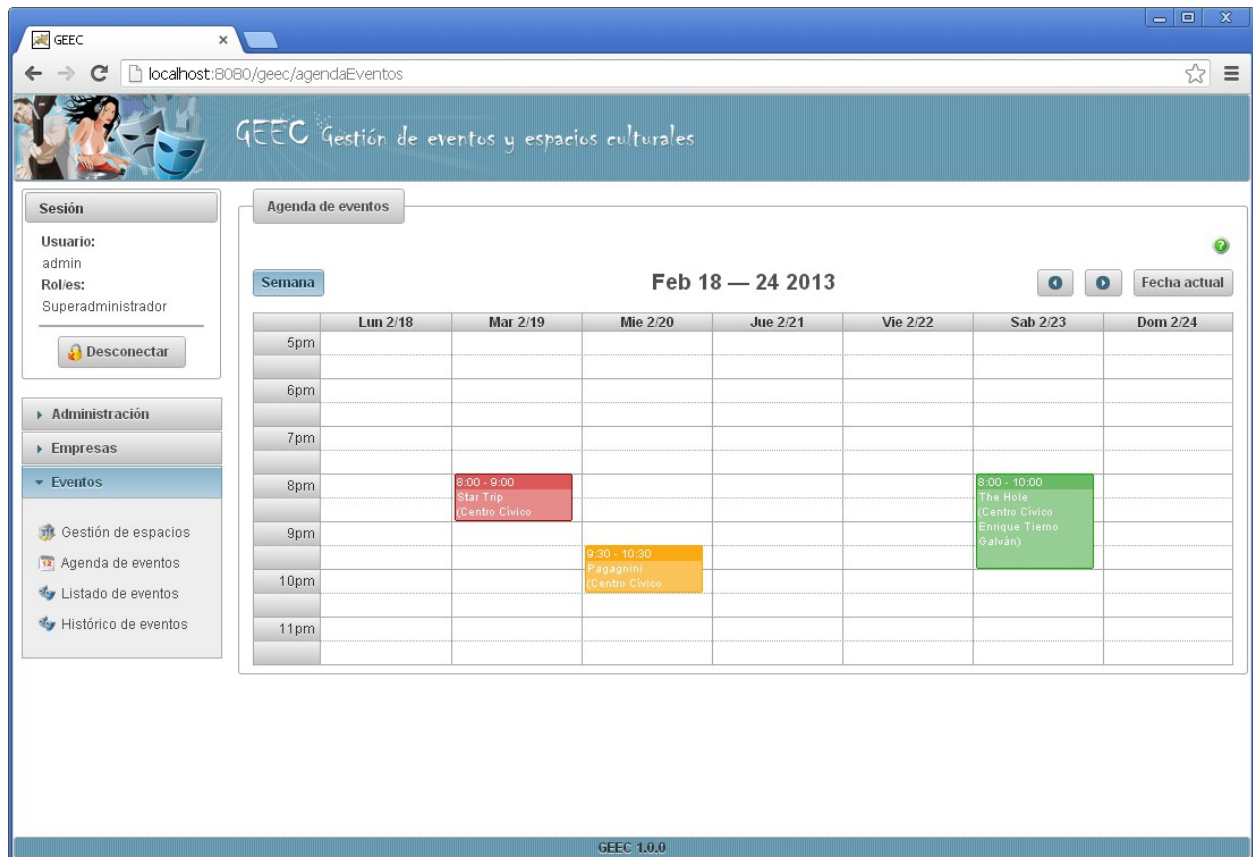 GEEC
localhost:8080/geec/agendaEventos
GEEC Gestión de eventos y espacios culturales
Sesión
Usuario:
admin
Rol/es:
Superadministrador
Desconectar
Administración
Empresas
Eventos
Gestión de espacios
12
Agenda de eventos
Listado de eventos
Histórico de eventos
Agenda de eventos
?
Semana
Feb 18 — 24 2013
Fecha actual
Lun 2/18 Mar 2/19 Mie 2/20 Jue 2/21 Vie 2/22 Sab 2/23 Dom 2/24
5pm
6pm
7pm
8pm
9pm
10pm
11pm
8:00 - 9:00
Star Trip
(Centro Cívico
9:30 - 10:30
Pagagnini
(Centro Cívico
8:00 - 10:00
The Hole
(Centro Cívico
Enrique Tierno
Galván)
GEEC 1.0.0